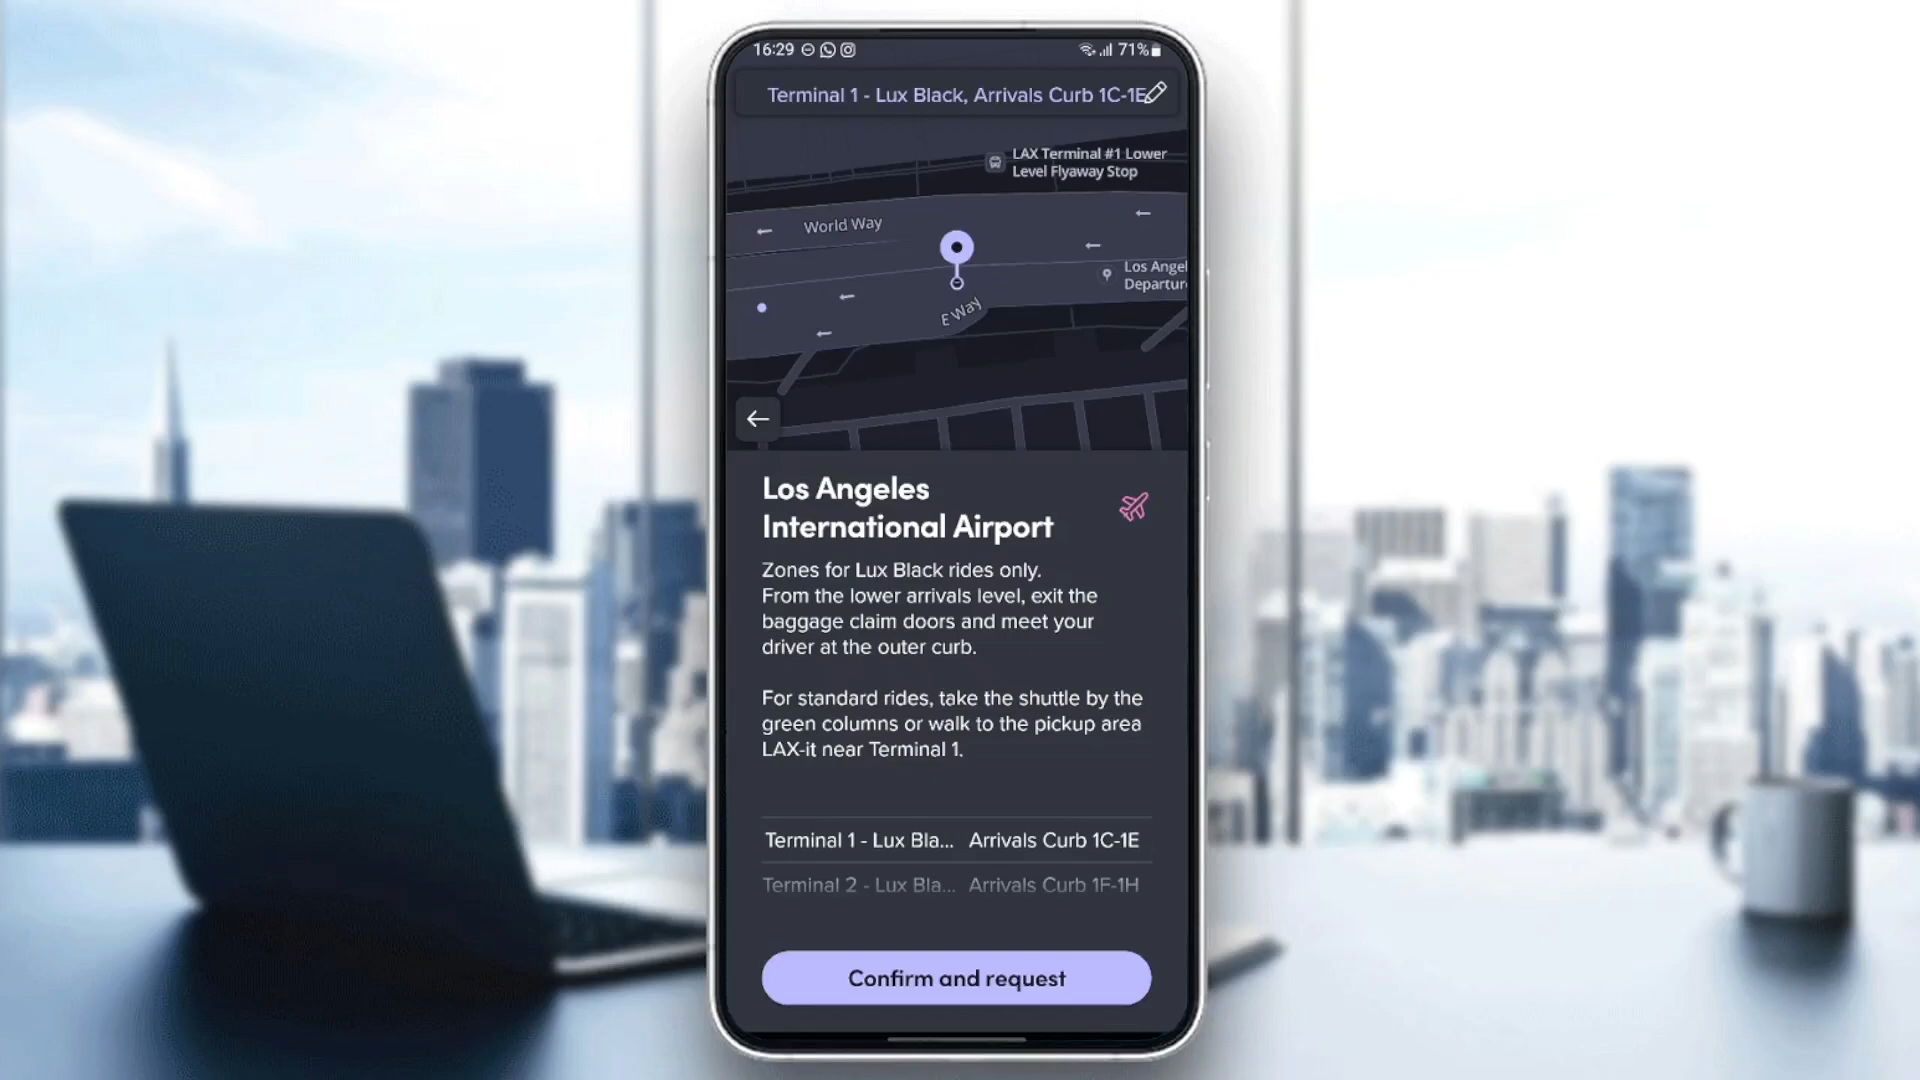 16:29 71%
Terminal 1 - Lux Black, Arrivals Curb 1C-1E
LAX Terminal #1 Lower
Level Flyaway Stop
World Way
Los Angel
Departur
E Way
Los Angeles
International Airport
Zones for Lux Black rides only.
From the lower arrivals level, exit the
baggage claim doors and meet your
driver at the outer curb.
For standard rides, take the shuttle by the
green columns or walk to the pickup area
LAX-it near Terminal 1.
Terminal 1 - Lux Bla... Arrivals Curb 1C-1E
Terminal 2 - Lux Bla... Arrivals Curb 1F-1H
Confirm and request